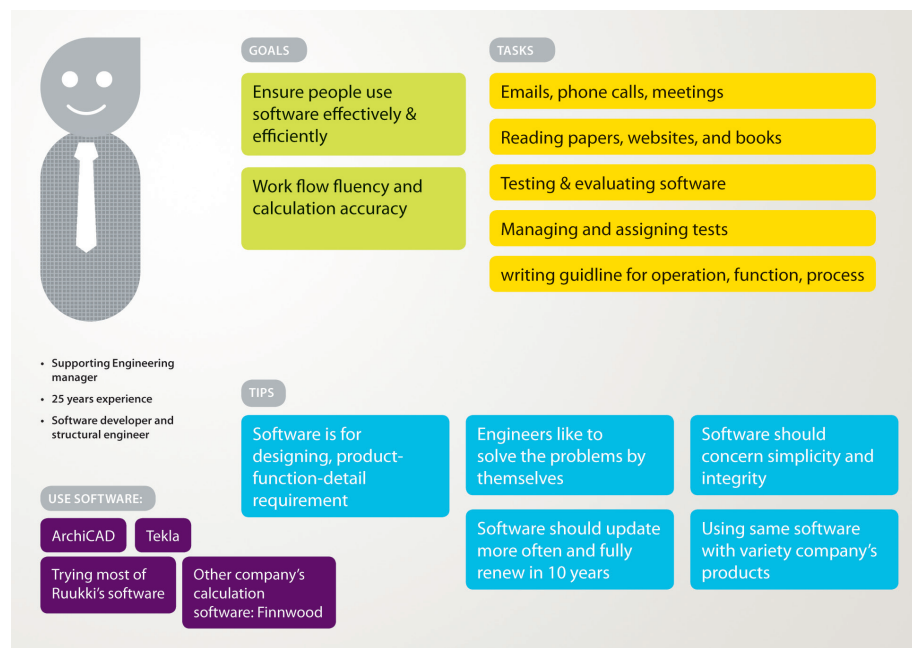 GOALS
Ensure people use
software effectively &
efficiently
Work flow fluency and
calculation accuracy
TASKS
Emails, phone calls, meetings
Reading papers, websites, and books
Testing & evaluating software
Managing and assigning tests
writing guidline for operation, function, process
• Supporting Engineering
manager
• 25 years experience
• Software developer and
structural engineer
USE SOFTWARE:
ArchiCAD
Tekla
Trying most of
Ruukki's software
Other company's
calculation
software: Finnwood
TIPS
Software is for
designing, product-
function-detail
requirement
Engineers like to
solve the problems by
themselves
Software should
concern simplicity and
integrity
Software should update
more often and fully
renew in 10 years
Using same software
with variety company's
products